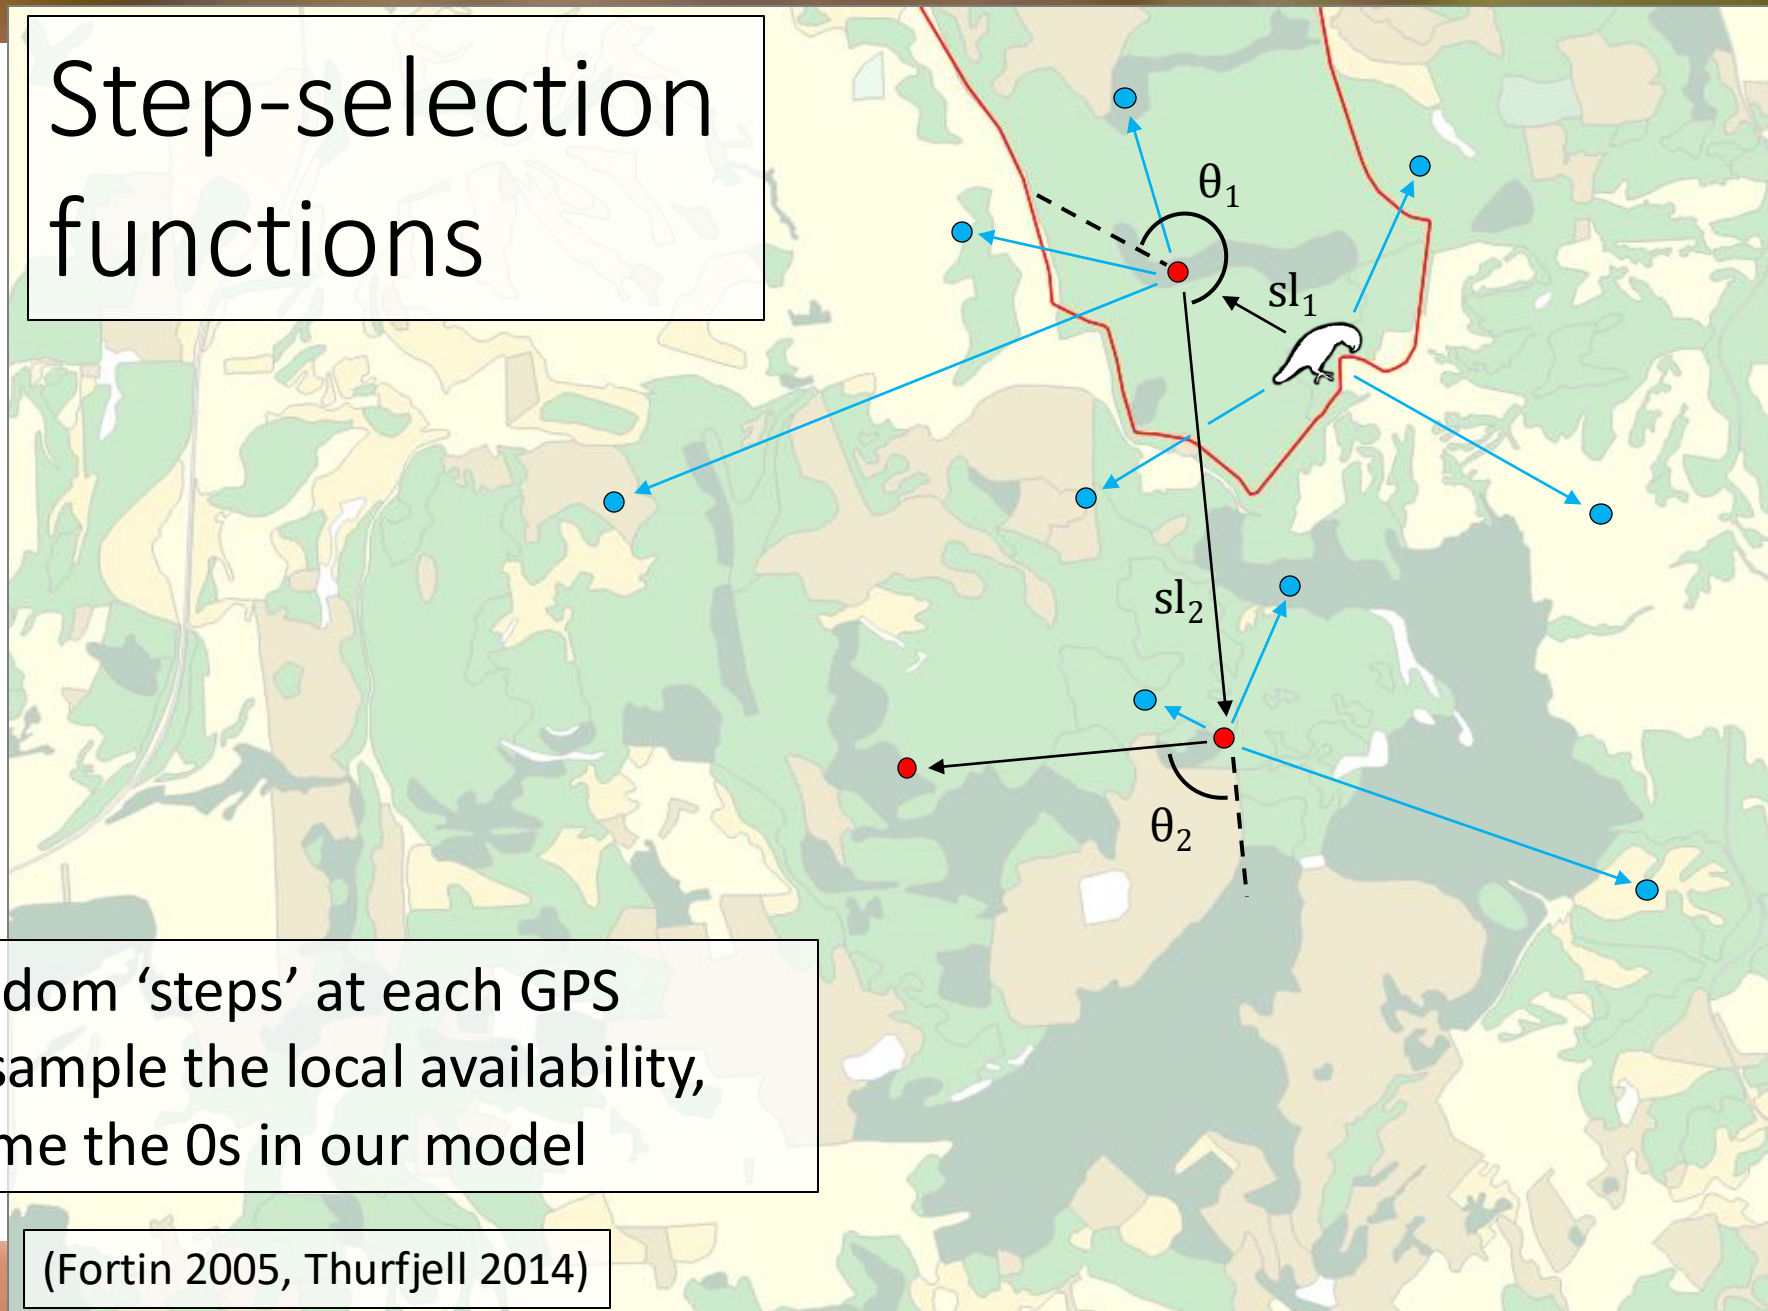 Step-selection
functions
θ1
sl1
sl2
θ2
dom ‘steps’ at each GPS
sample the local availability,
me the 0s in our model
(Fortin 2005, Thurfjell 2014)